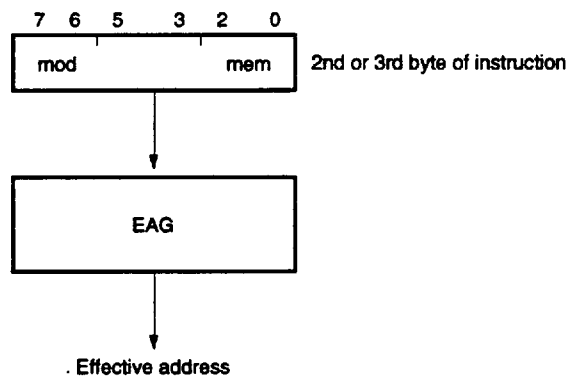 7 6 5 3 2 0
mod mem 2nd or 3rd byte of instruction
EAG
. Effective address